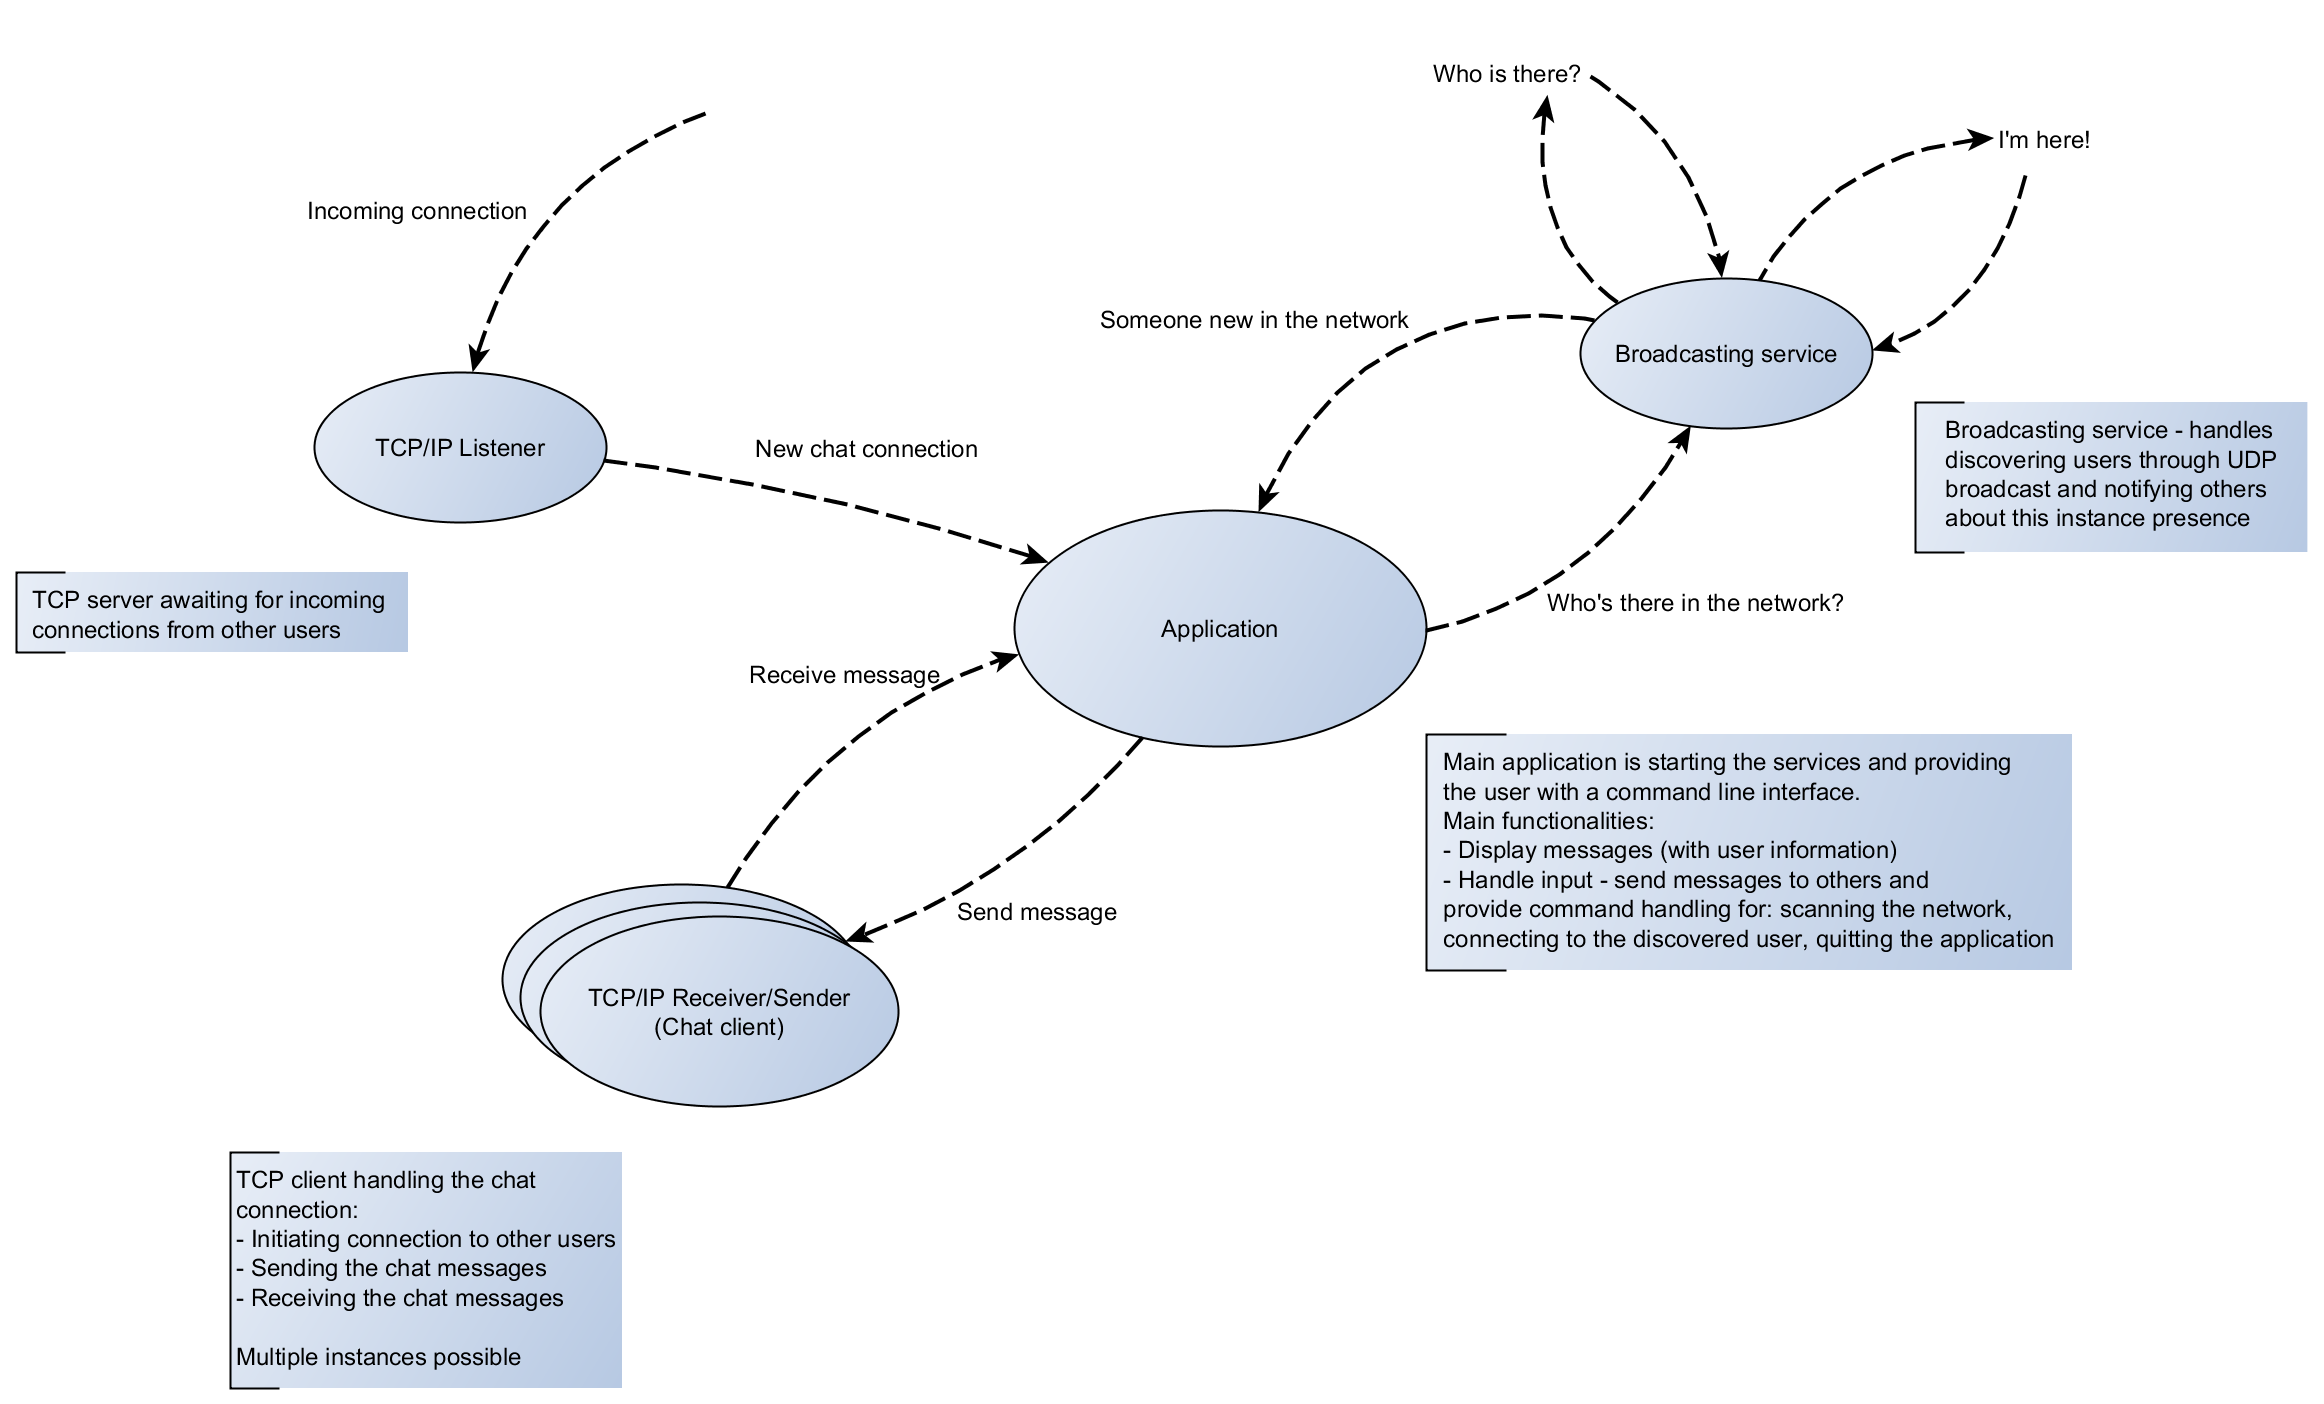 Who is there?
I'm here!
Incoming connection
Someone new in the network
Broadcasting service
TCP/IP Listener
New chat connection
Broadcasting service - handles
discovering users through UDP
broadcast and notifying others
about this instance presence
TCP server awaiting for incoming
connections from other users
Who's there in the network?
Application
Receive message
Main application is starting the services and providing
the user with a command line interface.
Main functionalities:
- Display messages (with user information)
- Handle input - send messages to others and
provide command handling for: scanning the network,
connecting to the discovered user, quitting the application
Send message
TCP/IP Receiver/Sender
(Chat client)
TCP client handling the chat
connection:
- Initiating connection to other users
- Sending the chat messages
- Receiving the chat messages
Multiple instances possible